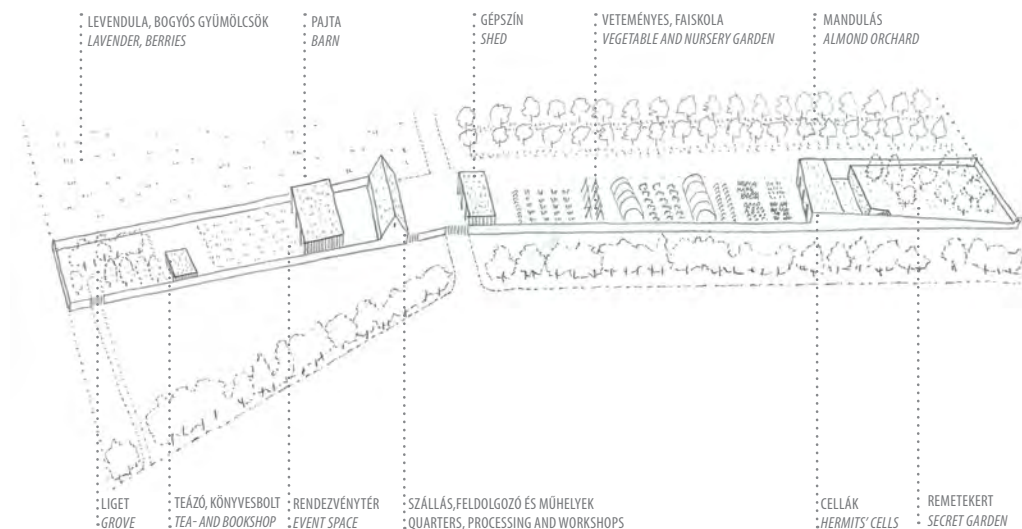 LEVENDULA, BOGYÓS GYÜMÖLCSÖK
LAVENDER, BERRIES
PAJTA
BARN
GÉPSZÍN
SHED
VETEMÉNYES, FAISKOLA
VEGETABLE AND NURSERY GARDEN
MANDULÁS
ALMOND ORCHARD
LIGET
GROVE
TEÁZÓ, KÖNYVESBOLT
TEA- AND BOOKSHOP
RENDEZVÉNYTÉR
EVENT SPACE
SZÁLLÁS,FELDOLGOZÓ ÉS MŰHELYEK
QUARTERS, PROCESSING AND WORKSHOPS
CELLÁK
HERMITS' CELLS
REMETEKERT
SECRET GARDEN